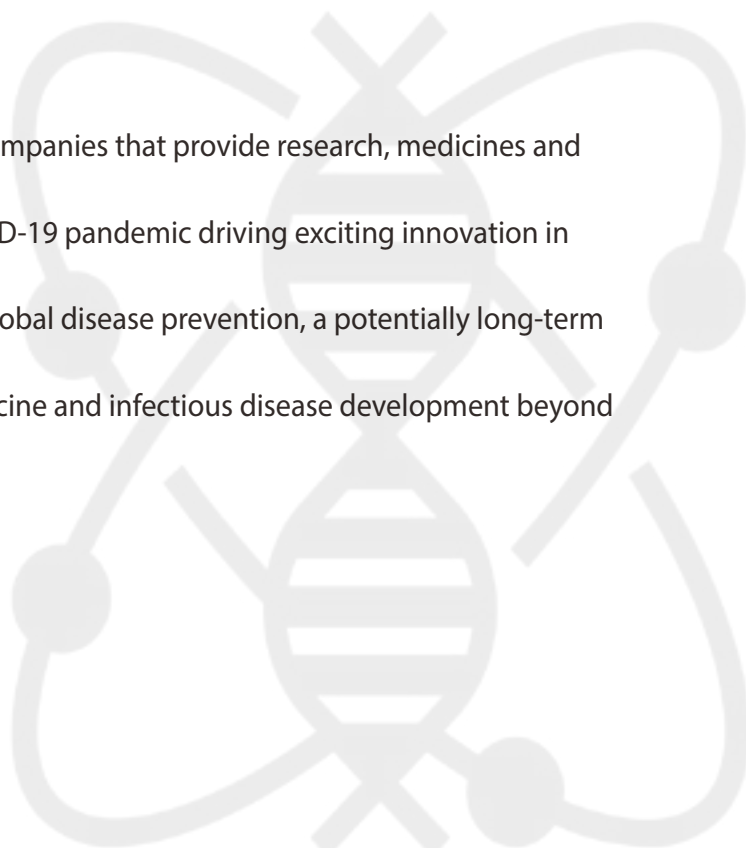 mpanies that provide research, medicines and
D-19 pandemic driving exciting innovation in
obal disease prevention, a potentially long-term
cine and infectious disease development beyond